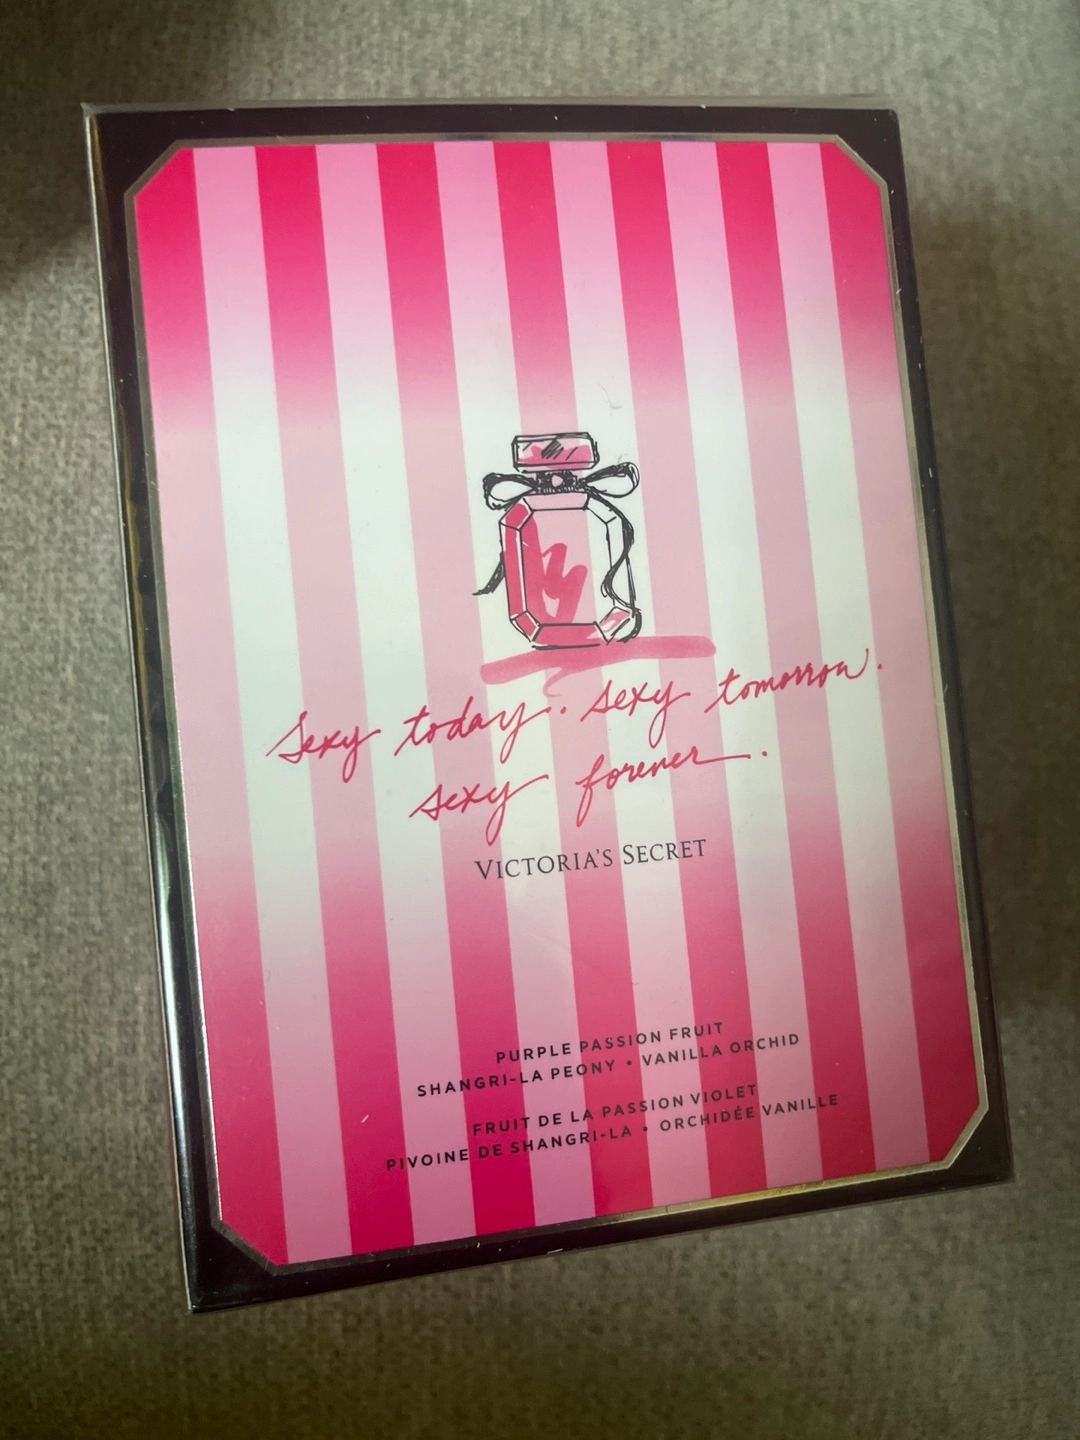 Sexy today. Sexy tomorrow.
sexy forever.
VICTORIA'S SECRET
PURPLE PASSION FRUIT
SHANGRI-LA PEONY • VANILLA ORCHID
FRUIT DE LA PASSION VIOLET
PIVOINE DE SHANGRI-LA • ORCHIDÉE VANILLE